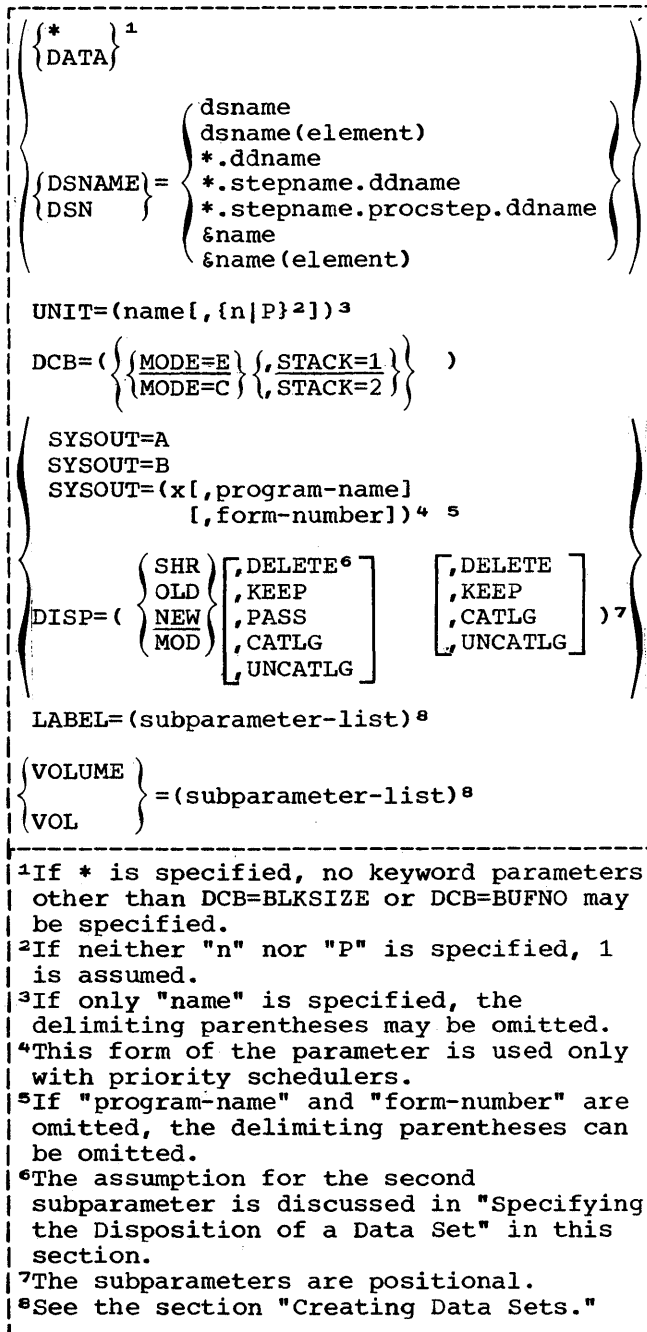 *
DATA 1
dsname
dsname(element)
*.ddname
DSNAME = *.stepname.ddname
DSN *.stepname.procstep.ddname
&name
&name(element)
UNIT=(name[,{n|P}2])3
DCB=( MODE=E ,STACK=1 )
MODE=C ,STACK=2
SYSOUT=A
SYSOUT=B
SYSOUT=(x[,program-name]
[,form-number])4 5
SHR ,DELETE6 ,DELETE
OLD ,KEEP ,KEEP
DISP=( NEW ,PASS ,CATLG )7
MOD ,CATLG ,UNCATLG
,UNCATLG
LABEL=(subparameter-list)8
VOLUME
=(subparameter-list)8
VOL
1If * is specified, no keyword parameters
other than DCB=BLKSIZE or DCB=BUFNO may
be specified.
2If neither "n" nor "P" is specified, 1
is assumed.
3If only "name" is specified, the
delimiting parentheses may be omitted.
4This form of the parameter is used only
with priority schedulers.
5If "program-name" and "form-number" are
omitted, the delimiting parentheses can
be omitted.
6The assumption for the second
subparameter is discussed in "Specifying
the Disposition of a Data Set" in this
section.
7The subparameters are positional.
8See the section "Creating Data Sets."